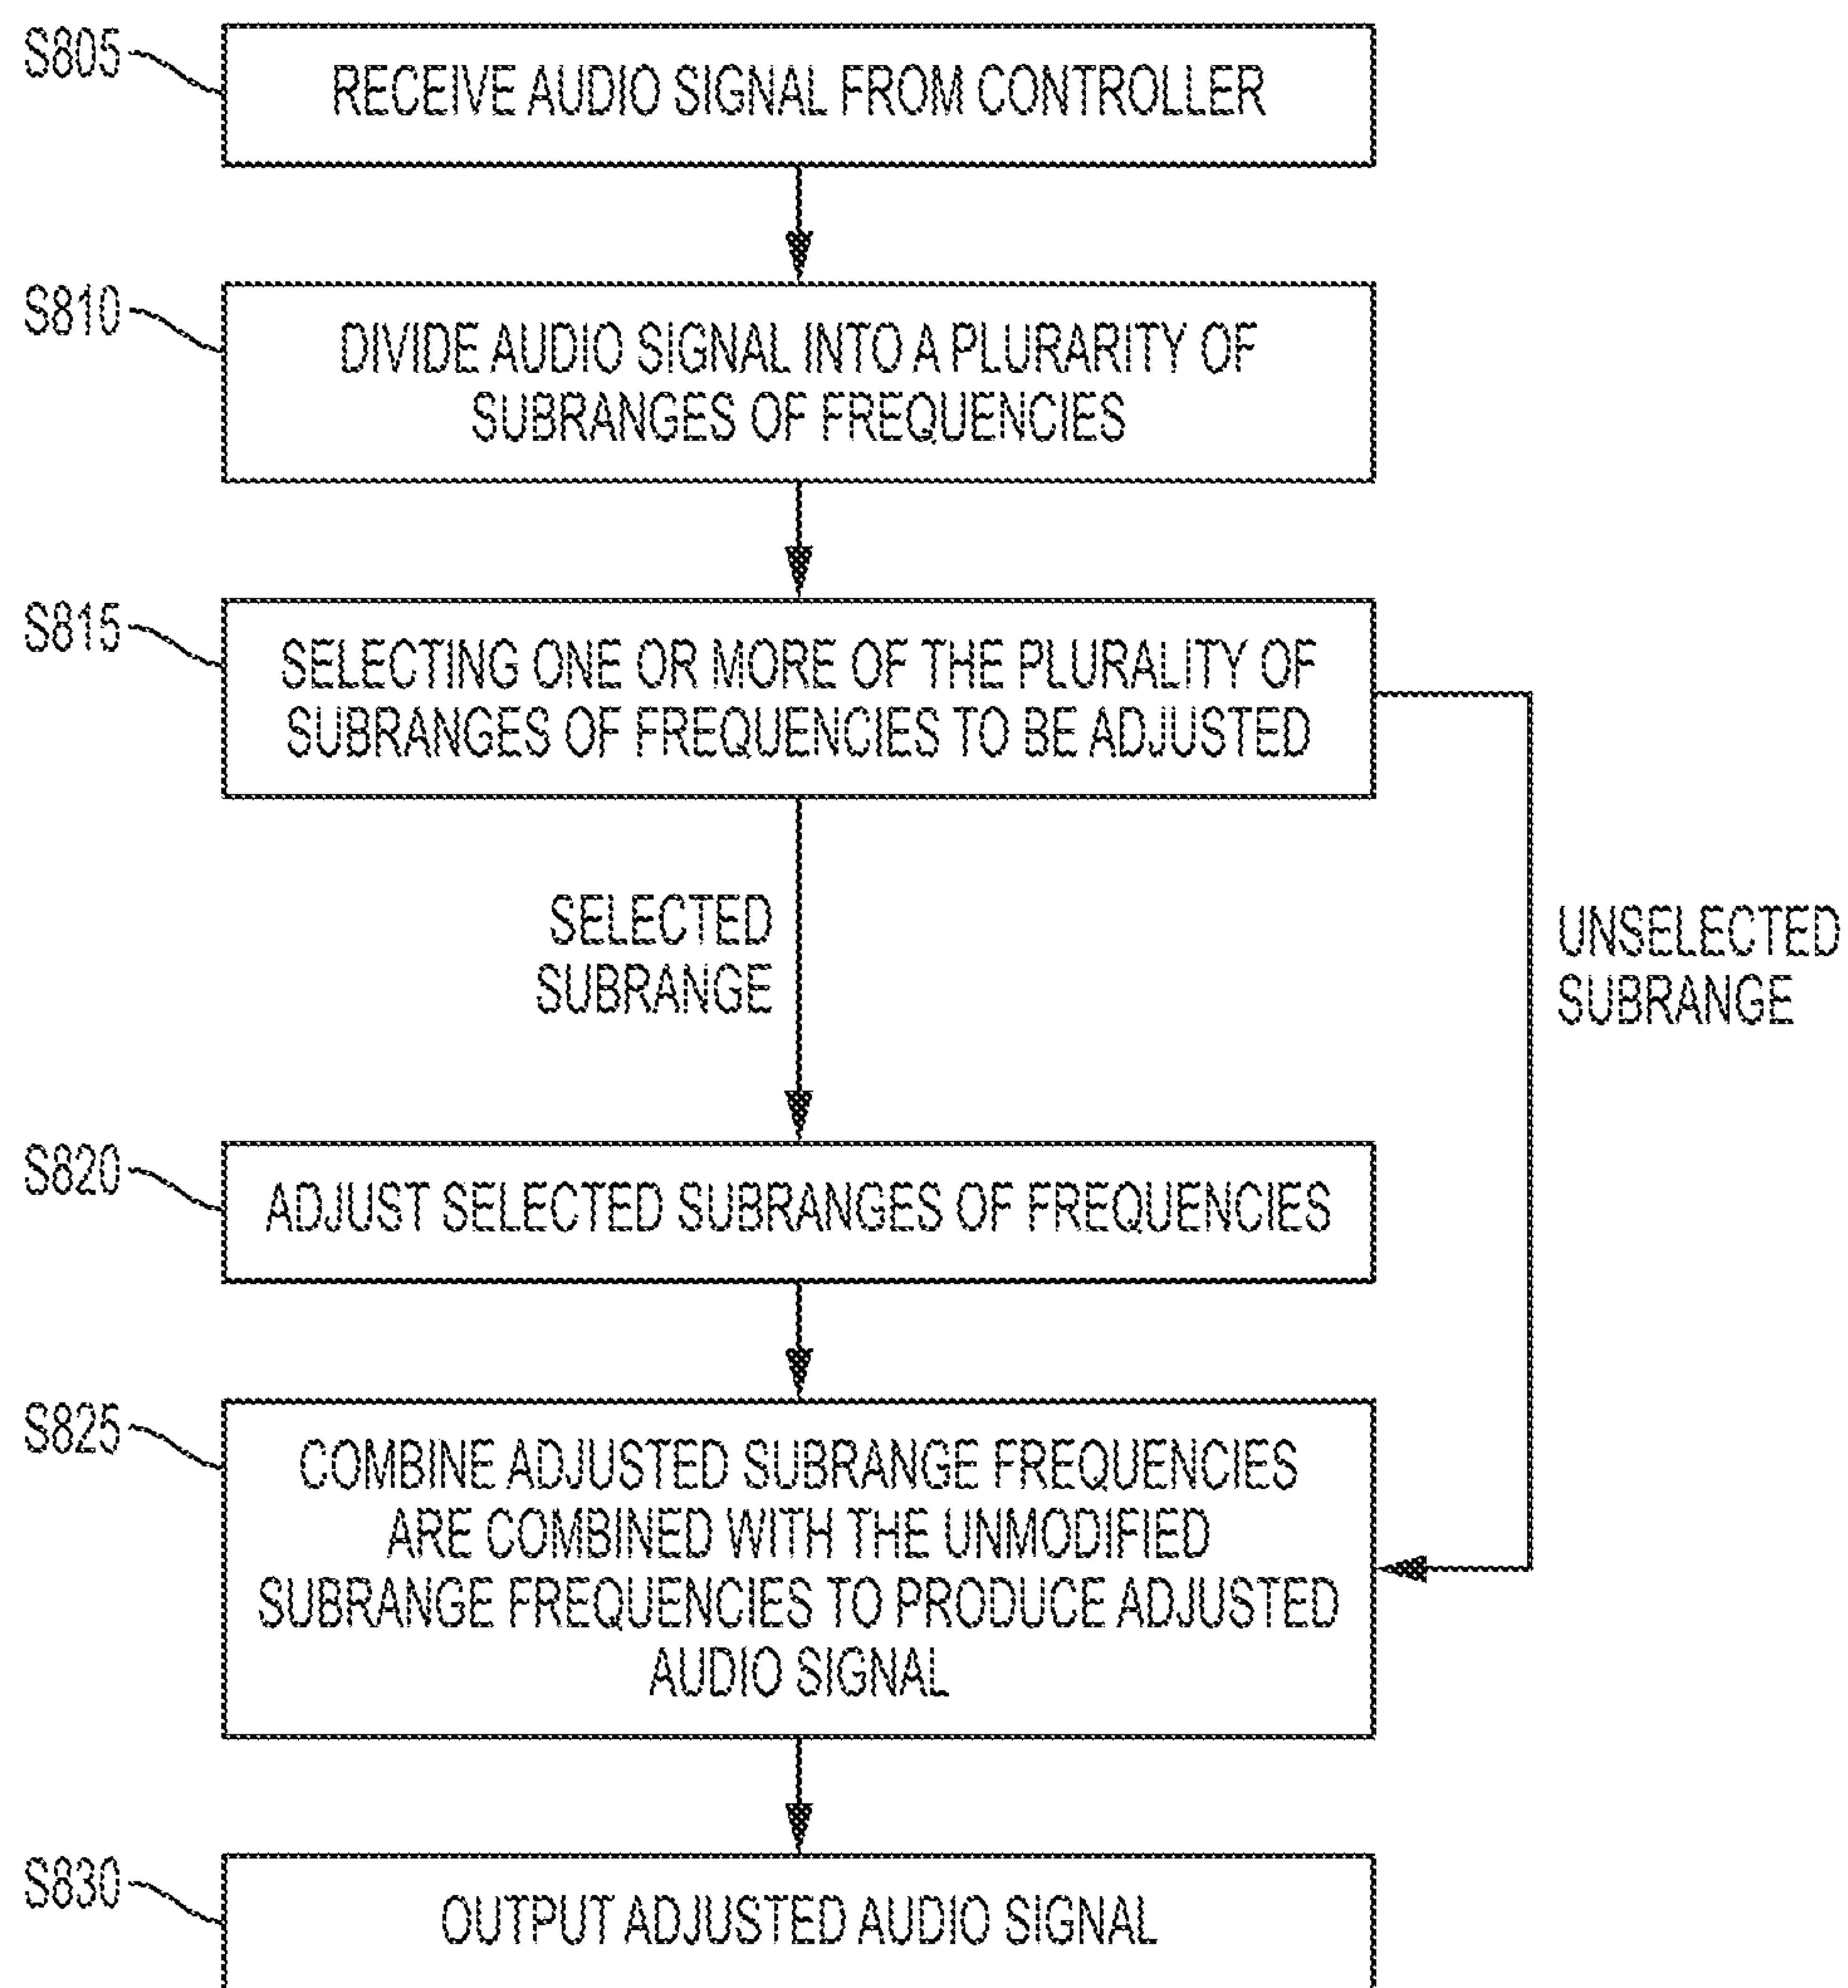 S805
RECEIVE AUDIO SIGNAL FROM CONTROLLER
S810
DIVIDE AUDIO SIGNAL INTO A PLURARITY OF
SUBRANGES OF FREQUENCIES
S815
SELECTING ONE OR MORE OF THE PLURALITY OF
SUBRANGES OF FREQUENCIES TO BE ADJUSTED
SELECTED
SUBRANGE
UNSELECTED
SUBRANGE
S820
ADJUST SELECTED SUBRANGES OF FREQUENCIES
S825
COMBINE ADJUSTED SUBRANGE FREQUENCIES
ARE COMBINED WITH THE UNMODIFIED
SUBRANGE FREQUENCIES TO PRODUCE ADJUSTED
AUDIO SIGNAL
S830
OUTPUT ADJUSTED AUDIO SIGNAL